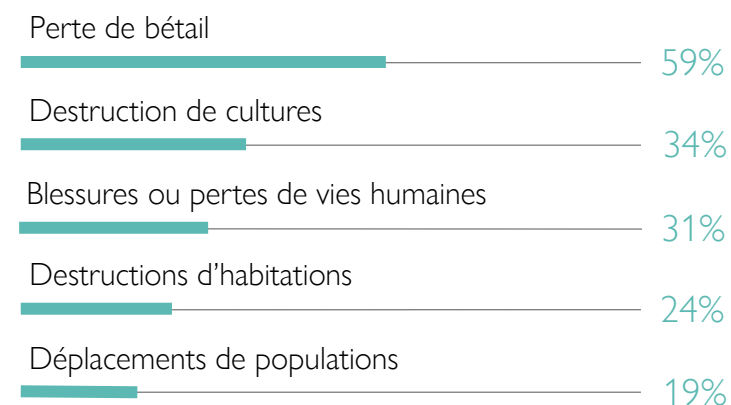 Perte de bétail
59%
Destruction de cultures
34%
Blessures ou pertes de vies humaines
31%
Destructions d’habitations
24%
Déplacements de populations
19%